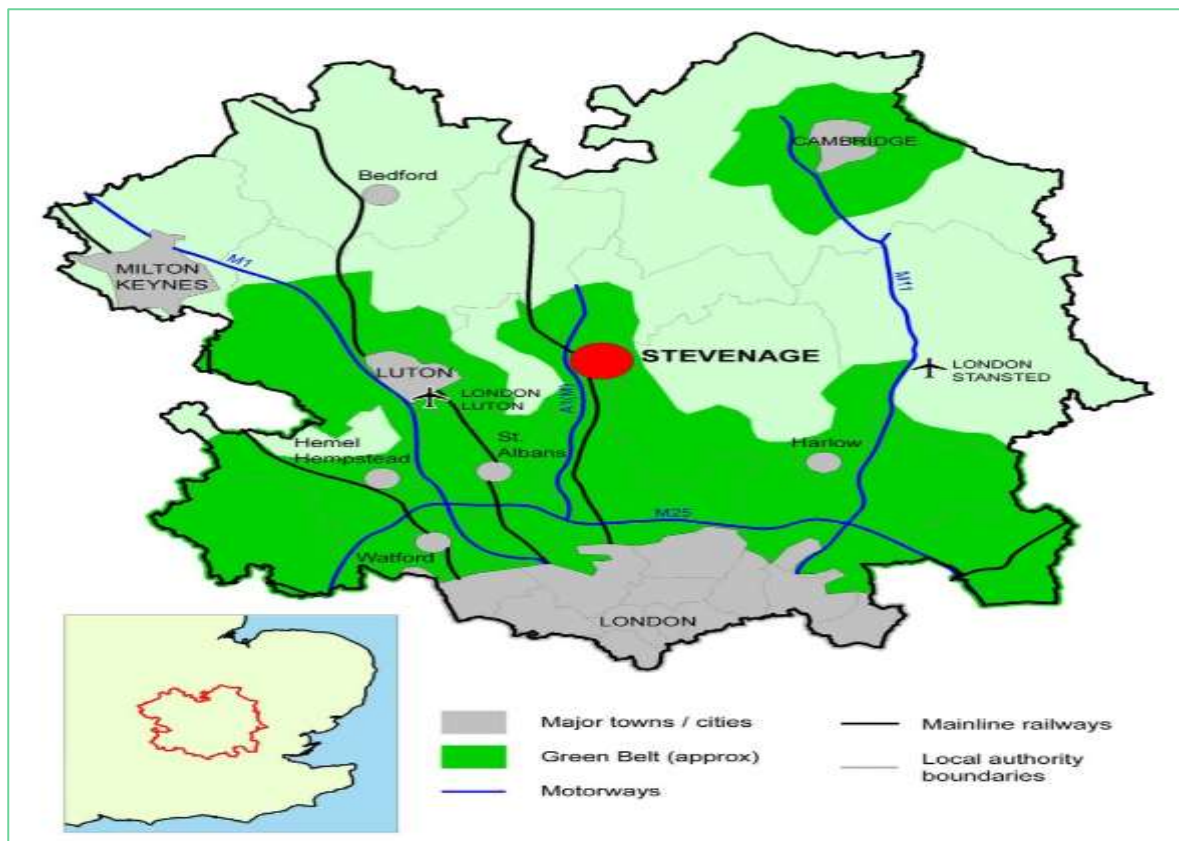 CAMBRIDGE
Bedford
M1
MILTON
KEYNES
M11
STEVENAGE
LUTON
LONDON
LUTON
LONDON
STANSTED
A1(M)
Hemel
Hempstead
St.
Albans
Harlow
M25
Watford
LONDON
Major towns / cities
Green Belt (approx)
Motorways
Mainline railways
Local authority
boundaries